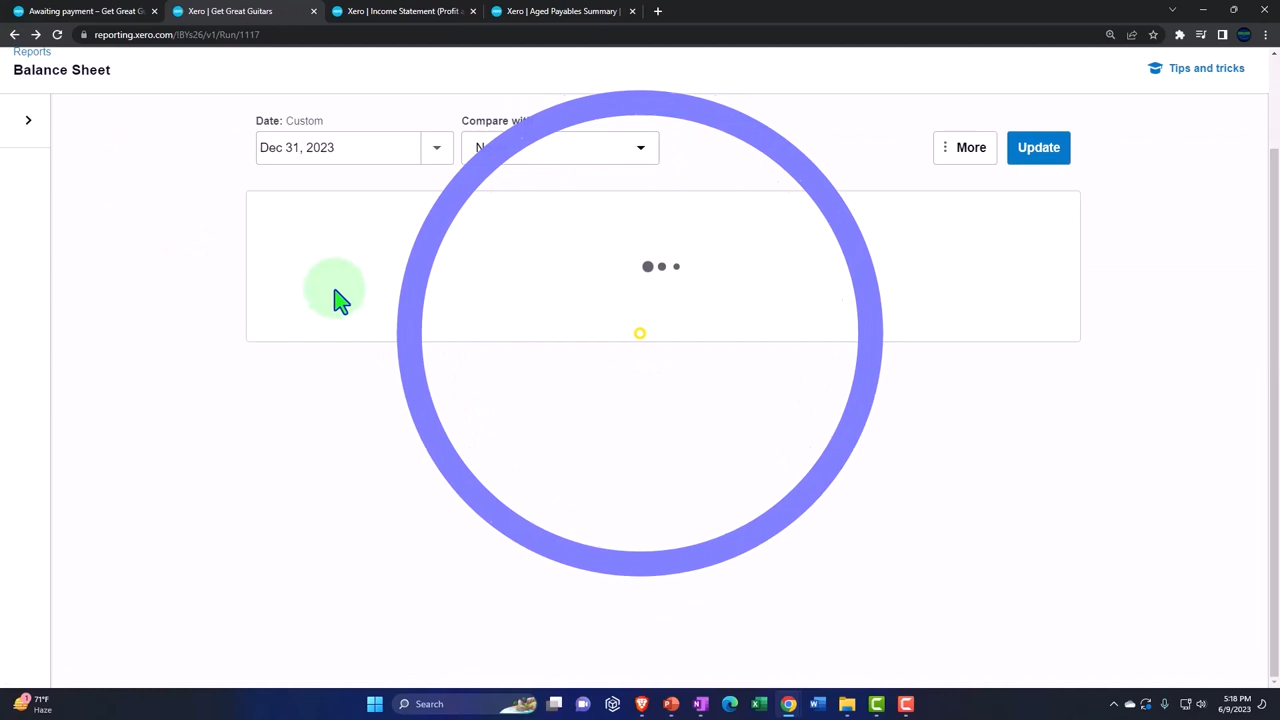 Awaiting payment – Get Great G
Xero | Get Great Guitars
Xero | Income Statement (Profit
Xero | Aged Payables Summary |
reporting.xero.com/!BYs26/v1/Run/1117
Reports
Balance Sheet
Tips and tricks
Date: Custom
Compare wit
Dec 31, 2023
More
Update
71°F
Haze
Search
5:18 PM
6/9/2023